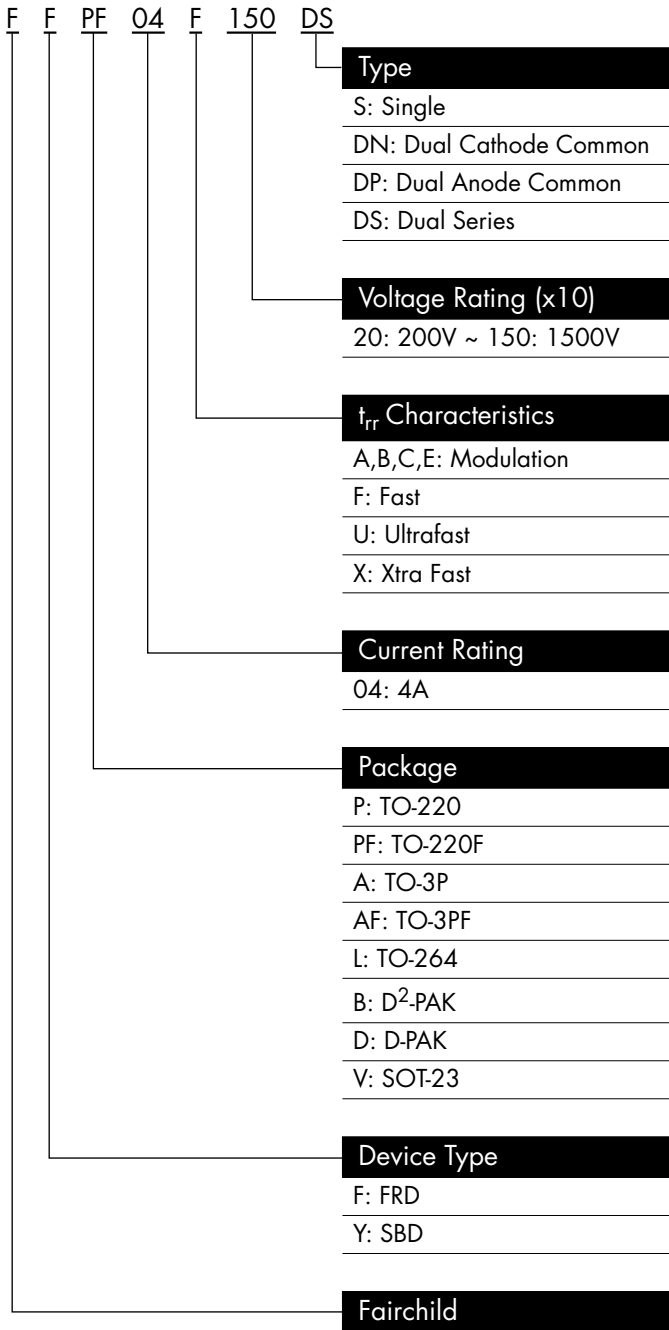 F F PF 04 F 150 DS
Type
S: Single
DN: Dual Cathode Common
DP: Dual Anode Common
DS: Dual Series
Voltage Rating (x10)
20: 200V ~ 150: 1500V
trr Characteristics
A,B,C,E: Modulation
F: Fast
U: Ultrafast
X: Xtra Fast
Current Rating
04: 4A
Package
P: TO-220
PF: TO-220F
A: TO-3P
AF: TO-3PF
L: TO-264
B: D²-PAK
D: D-PAK
V: SOT-23
Device Type
F: FRD
Y: SBD
Fairchild